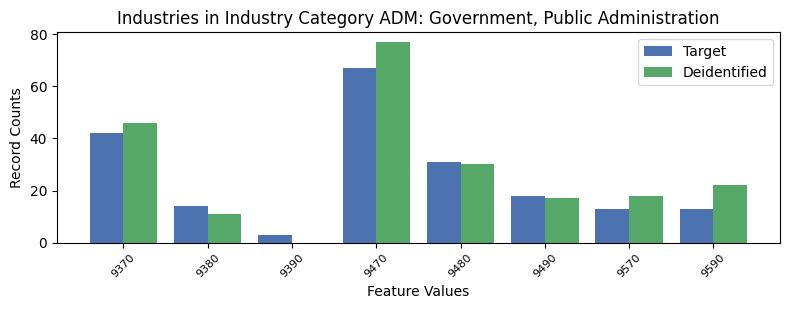 Industries in Industry Category ADM: Government, Public Administration
Target
Deidentified
Record Counts
80
60
40
20
0
9370 9380 9390 9470 9480 9490 9570 9590
Feature Values